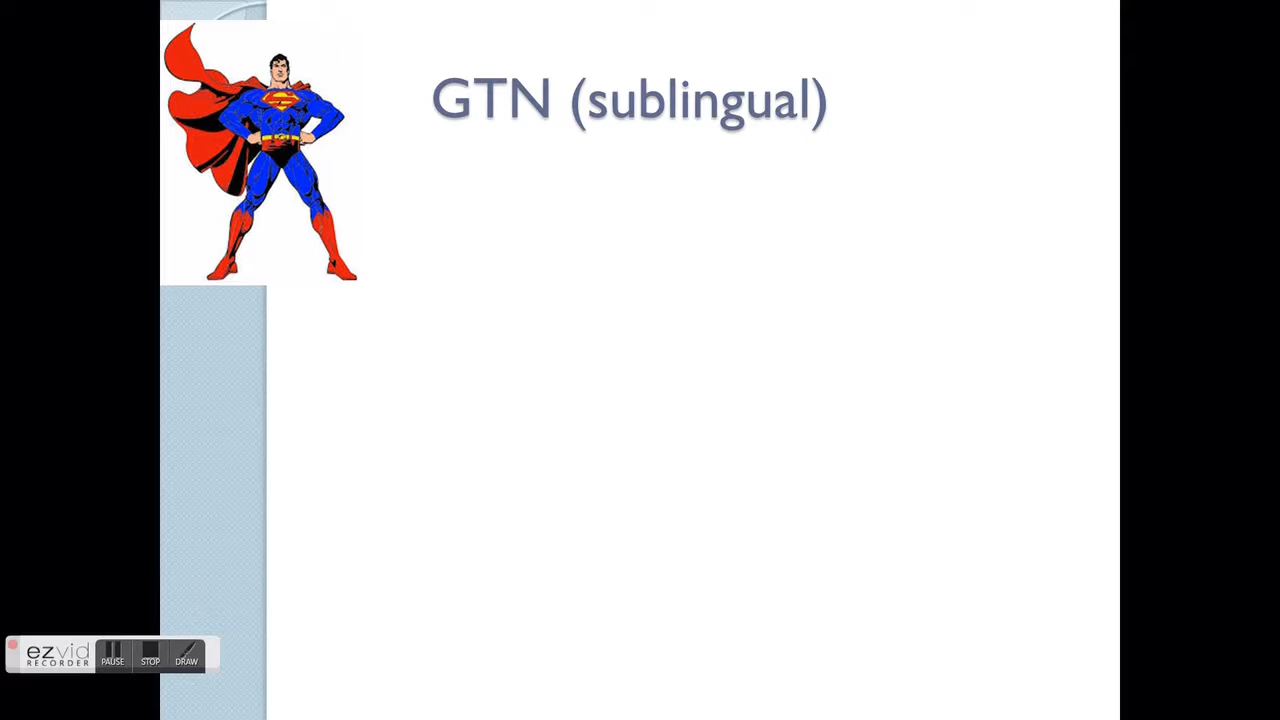 GTN (sublingual)
ezvid
RECORDER
PAUSE
STOP
DRAW